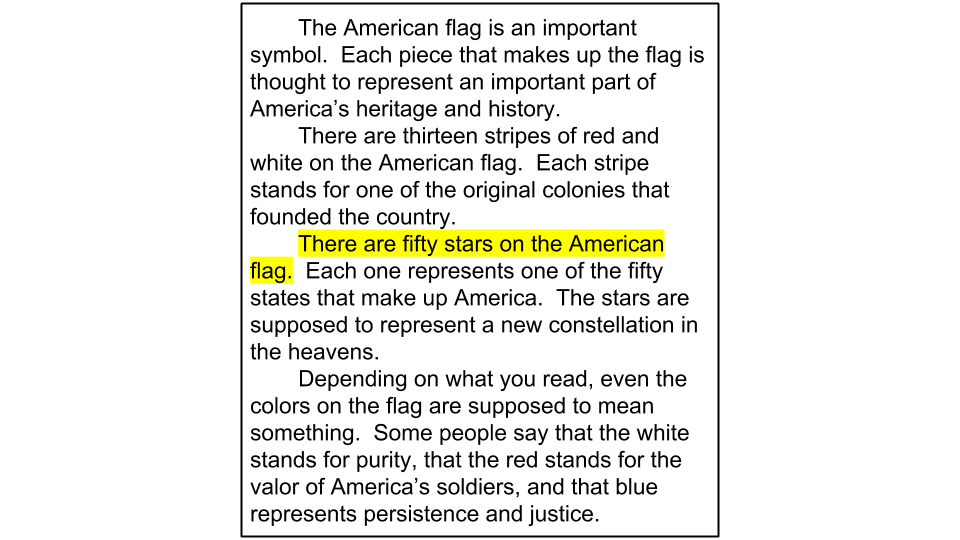 The American flag is an important
symbol.  Each piece that makes up the flag is
thought to represent an important part of
America's heritage and history.
There are thirteen stripes of red and
white on the American flag.  Each stripe
stands for one of the original colonies that
founded the country.
There are fifty stars on the American
flag.  Each one represents one of the fifty
states that make up America.  The stars are
supposed to represent a new constellation in
the heavens.
Depending on what you read, even the
colors on the flag are supposed to mean
something.  Some people say that the white
stands for purity, that the red stands for the
valor of America's soldiers, and that blue
represents persistence and justice.